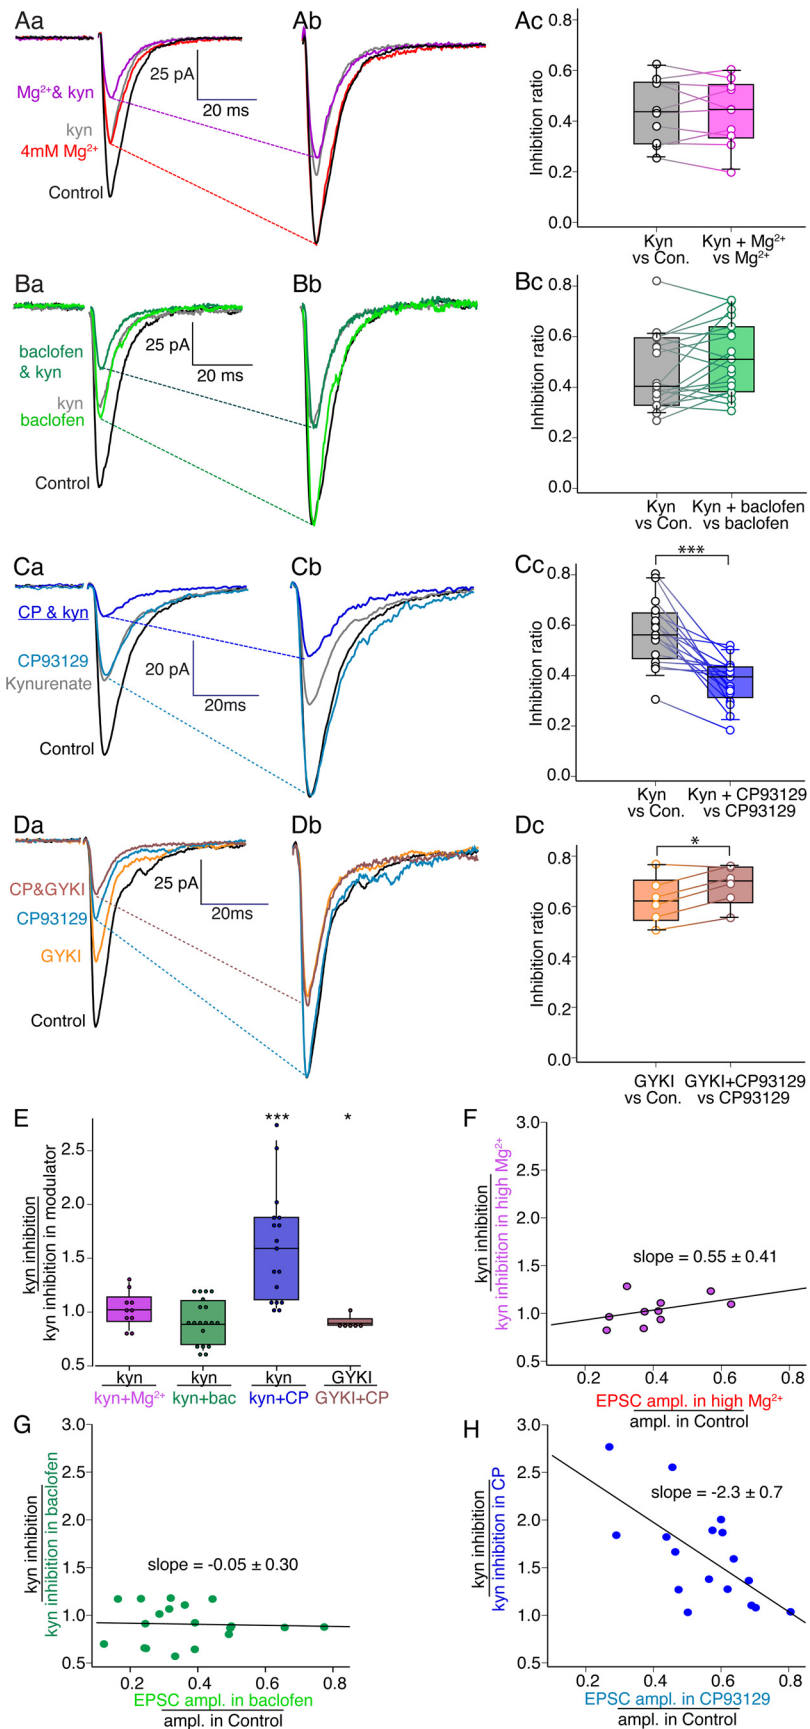 Aa
Ab
Ac
Mg²⁺& kyn
kyn
4mM Mg²⁺
Control
25 pA
20 ms
Inhibition ratio
0.8
0.6
0.4
0.2
0.0
Kyn
vs Con.
Kyn + Mg²⁺
vs Mg²⁺
Ba
Bb
Bc
baclofen
& kyn
kyn
baclofen
Control
25 pA
20 ms
Inhibition ratio
0.8
0.6
0.4
0.2
0.0
Kyn
vs Con.
Kyn + baclofen
vs baclofen
Ca
Cb
Cc
CP & kyn
CP93129
Kynurenate
Control
20 pA
20ms
Inhibition ratio
***
0.8
0.6
0.4
0.2
0.0
Kyn
vs Con.
Kyn + CP93129
vs CP93129
Da
Db
Dc
CP&GYKI
CP93129
GYKI
Control
25 pA
20ms
Inhibition ratio
*
0.8
0.6
0.4
0.2
0.0
GYKI
vs Con.
GYKI+CP93129
vs CP93129
E
kyn inhibition
kyn inhibition in modulator
2.5
2.0
1.5
1.0
0.5
***
*
kyn
kyn+Mg²⁺
kyn
kyn+bac
kyn
kyn+CP
GYKI
GYKI+CP
F
kyn inhibition
kyn inhibition in high Mg²⁺
3.0
2.5
2.0
1.5
1.0
0.5
slope = 0.55 ± 0.41
0.2
0.4
0.6
0.8
EPSC ampl. in high Mg²⁺
ampl. in Control
G
kyn inhibition
kyn inhibition in baclofen
3.0
2.5
2.0
1.5
1.0
0.5
slope = -0.05 ± 0.30
0.2
0.4
0.6
0.8
EPSC ampl. in baclofen
ampl. in Control
H
kyn inhibition
kyn inhibition in CP
3.0
2.5
2.0
1.5
1.0
0.5
slope = -2.3 ± 0.7
0.2
0.4
0.6
0.8
EPSC ampl. in CP93129
ampl. in Control